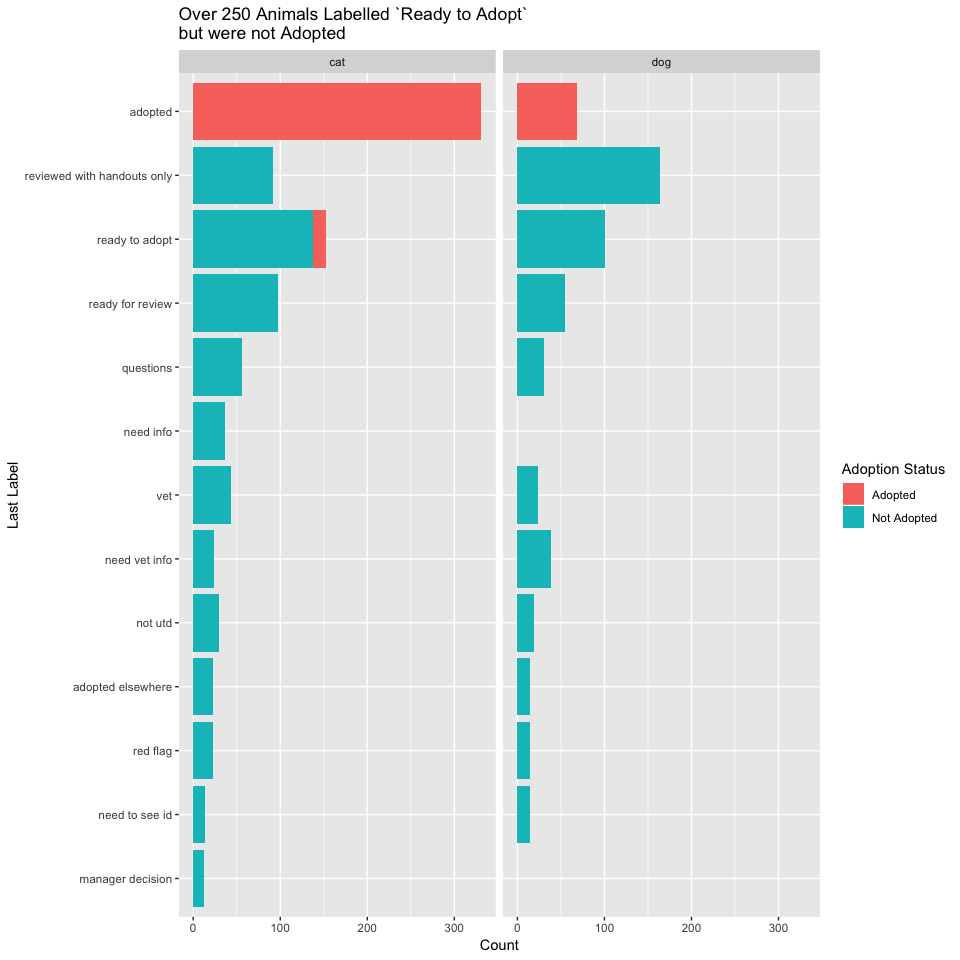 Over 250 Animals Labelled `Ready to Adopt`
but were not Adopted
cat
dog
Last Label
adopted
reviewed with handouts only
ready to adopt
ready for review
questions
need info
vet
need vet info
not utd
adopted elsewhere
red flag
need to see id
manager decision
0 100 200 300
0 100 200 300
Count
Adoption Status
Adopted
Not Adopted